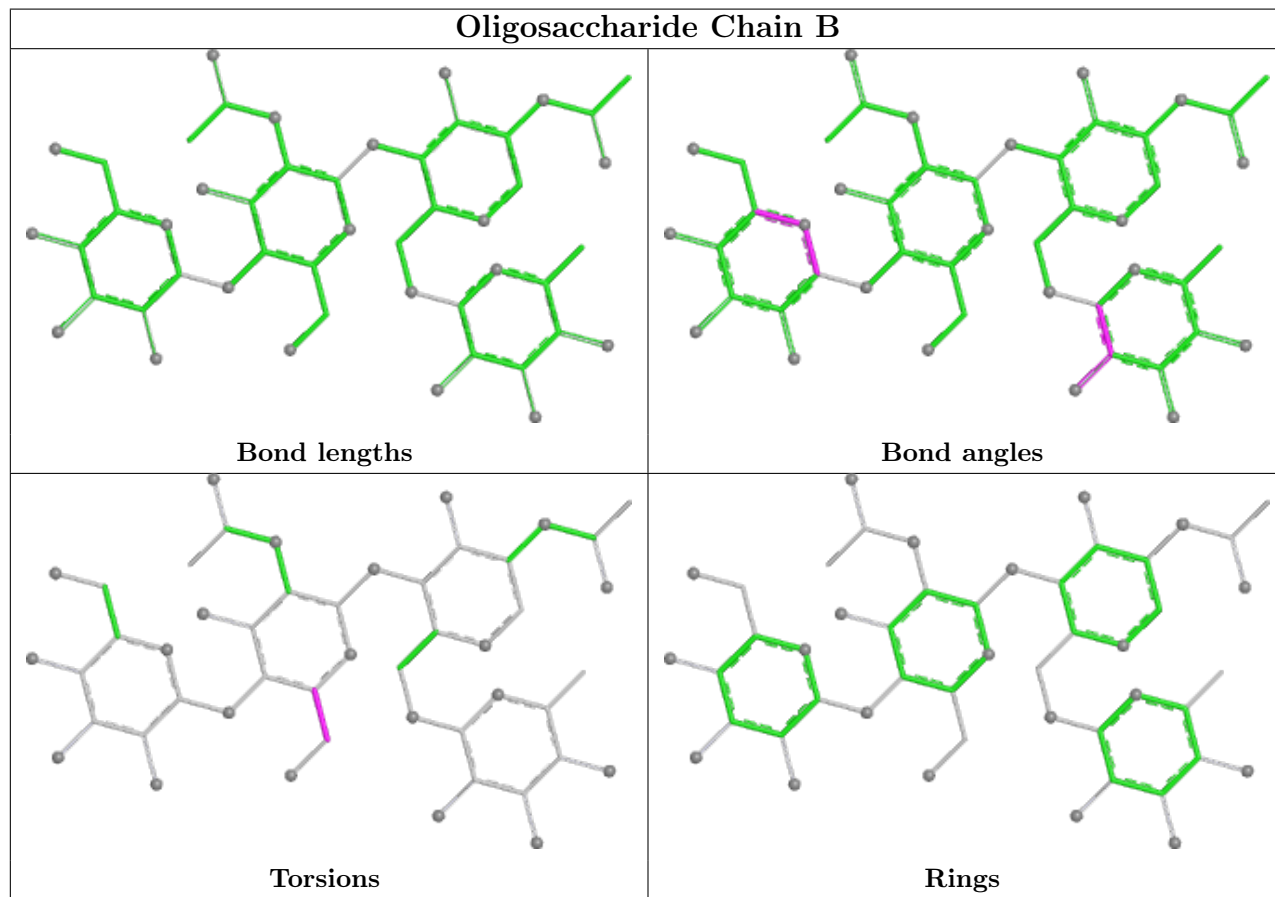 Oligosaccharide Chain B
Bond lengths
Bond angles
Torsions
Rings